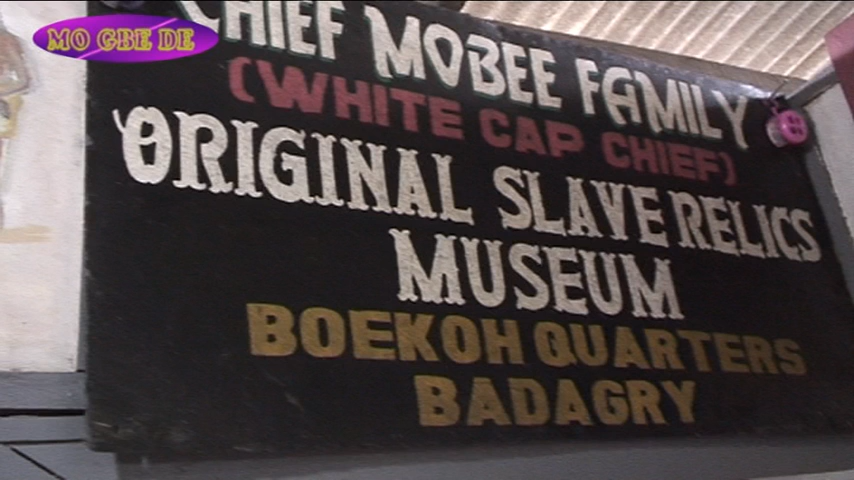 MO GBE DE
CHIEF MOBEE FAMILY
(WHITE CAP CHIEF)
ORIGINAL SLAVE RELICS
MUSEUM
BOEKOH QUARTERS
BADAGRY